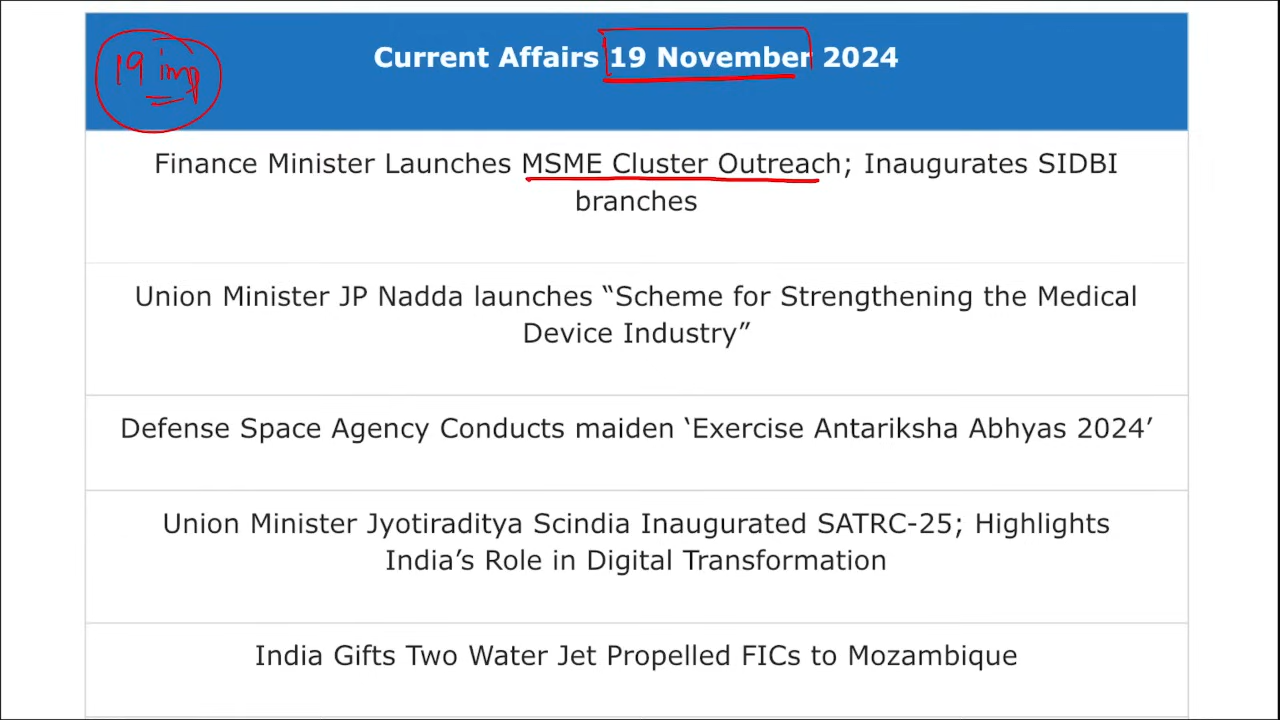 19 imp
Current Affairs 19 November 2024
Finance Minister Launches MSME Cluster Outreach; Inaugurates SIDBI
branches
Union Minister JP Nadda launches “Scheme for Strengthening the Medical
Device Industry”
Defense Space Agency Conducts maiden ‘Exercise Antariksha Abhyas 2024’
Union Minister Jyotiraditya Scindia Inaugurated SATRC-25; Highlights
India’s Role in Digital Transformation
India Gifts Two Water Jet Propelled FICs to Mozambique